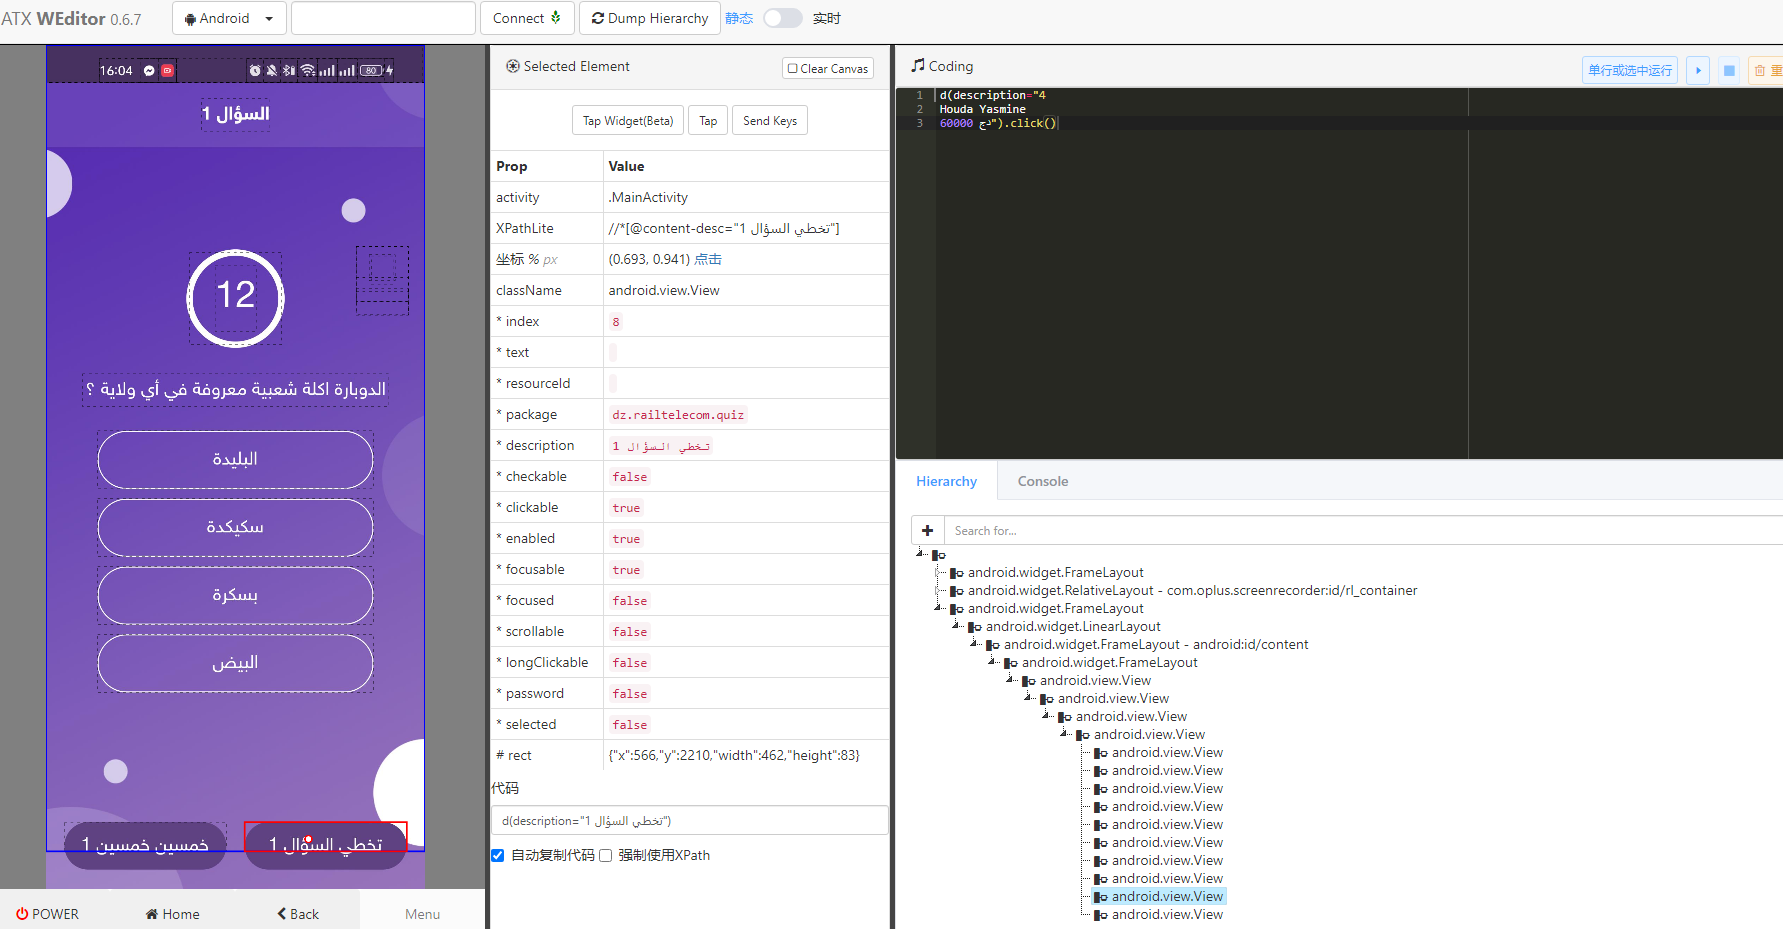 ATX WEditor 0.6.7
Android
Connect
Dump Hierarchy
静态
实时
16:04
80
السؤال 1
12
الدوبارة اكلة شعبية معروفة في أي ولاية ؟
البليدة
سكيكدة
بسكرة
البيض
خمسين خمسين 1
تخطي السؤال 1
POWER
Home
Back
Menu
Selected Element
Clear Canvas
Tap Widget(Beta)
Tap
Send Keys
Prop Value
activity .MainActivity
XPathLite //*[@content-desc="تخطي السؤال 1"]
坐标 % px (0.693, 0.941) 点击
className android.view.View
* index 8
* text
* resourceId
* package dz.railtelecom.quiz
* description تخطي السؤال 1
* checkable false
* clickable true
* enabled true
* focusable true
* focused false
* scrollable false
* longClickable false
* password false
* selected false
# rect {"x":566,"y":2210,"width":462,"height":83}
代码
d(description="تخطي السؤال 1")
自动复制代码 强制使用XPath
Coding
单行或选中运行
重
1 d(description="4
2 Houda Yasmine
3 60000 دج").click()
Hierarchy
Console
Search for...
android.widget.FrameLayout
android.widget.RelativeLayout - com.oplus.screenrecorder:id/rl_container
android.widget.FrameLayout
android.widget.LinearLayout
android.widget.FrameLayout - android:id/content
android.widget.FrameLayout
android.view.View
android.view.View
android.view.View
android.view.View
android.view.View
android.view.View
android.view.View
android.view.View
android.view.View
android.view.View
android.view.View
android.view.View
android.view.View
android.view.View